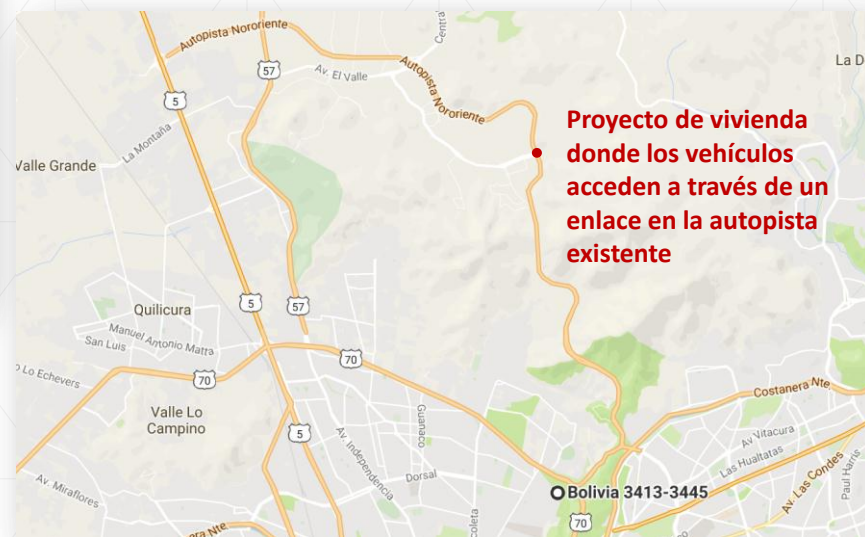 Autopista Nororiente
57
Av. El Valle
Autopista Nororiente
5
La Montaña
Valle Grande
Proyecto de vivienda
donde los vehículos
acceden a través de un
enlace en la autopista
existente
Quilicura
5
57
Manuel Antonio Matta
San Luis
70
o Lo Echevers
70
Valle Lo
Campino
5
Av. Independencia
Guanaco
Dorsal
Costanera Nte
Av Vitacura
Las Hualtatas
Av. Las Condes
Paul Harris
Av. Miraflores
Bolivia 3413-3445
70